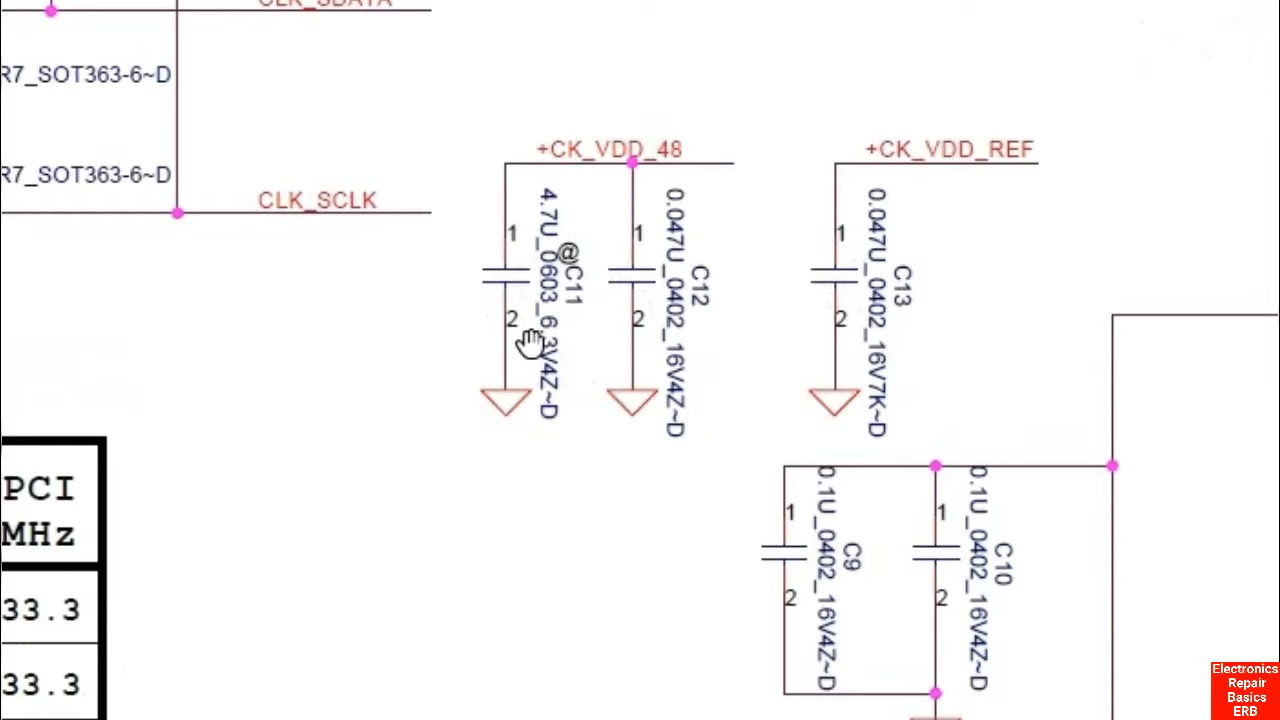 CLK_SDATA
R7_SOT363-6~D
R7_SOT363-6~D
CLK_SCLK
+CK_VDD_48
1
2
4.7U_0603_6.3V4Z~D
@
C11
1
2
0.047U_0402_16V4Z~D
C12
+CK_VDD_REF
1
2
0.047U_0402_16V7K~D
C13
1
2
0.1U_0402_16V4Z~D
C9
1
2
0.1U_0402_16V4Z~D
C10
PCI
MHz
33.3
33.3
Electronics
Repair
Basics
ERB